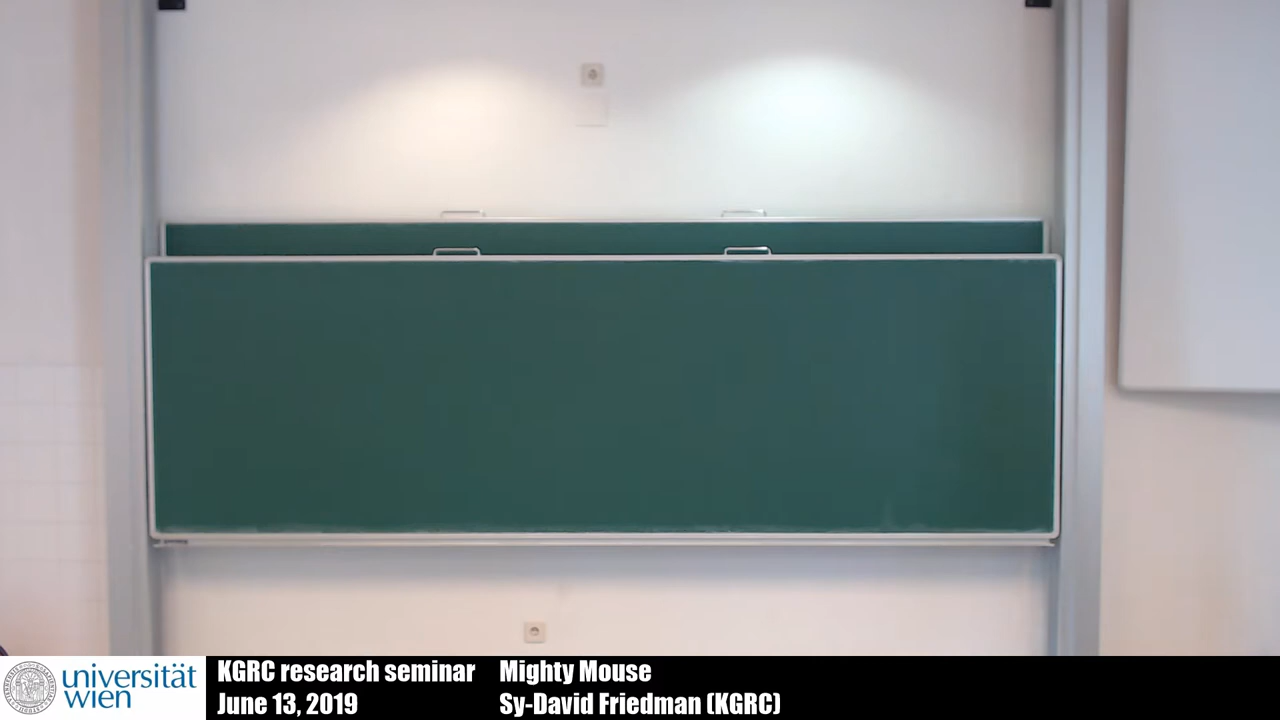 universität
wien
KGRC research seminar
June 13, 2019
Mighty Mouse
Sy-David Friedman (KGRC)